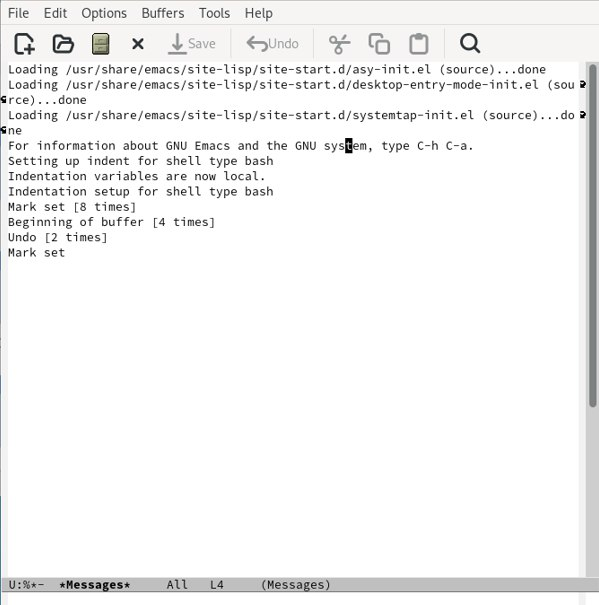 File Edit Options Buffers Tools Help
Save Undo
Loading /usr/share/emacs/site-lisp/site-start.d/asy-init.el (source)...done
Loading /usr/share/emacs/site-lisp/site-start.d/desktop-entry-mode-init.el (sou
rce)...done
Loading /usr/share/emacs/site-lisp/site-start.d/systemtap-init.el (source)...do
ne
For information about GNU Emacs and the GNU system, type C-h C-a.
Setting up indent for shell type bash
Indentation variables are now local.
Indentation setup for shell type bash
Mark set [8 times]
Beginning of buffer [4 times]
Undo [2 times]
Mark set
U:%*- *Messages* All L4 (Messages)